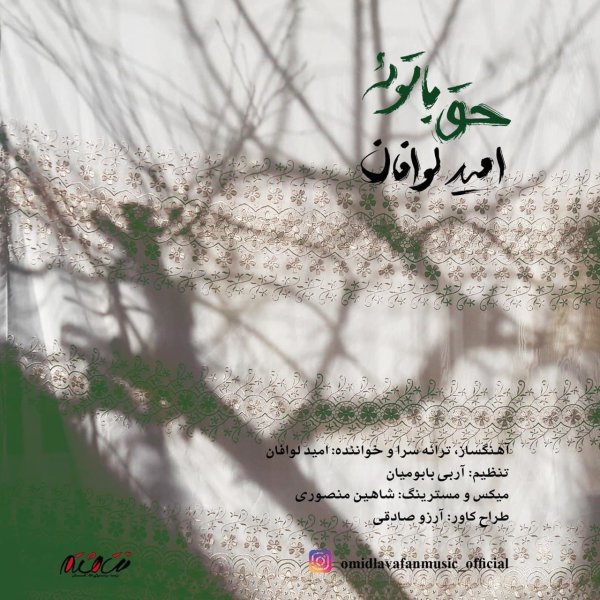 حق با توئه
امید لوافان
آهنگساز، ترانه سرا و خواننده: امید لوافان
تنظیم: آربی بابومیان
میکس و مسترینگ: شاهین منصوری
طراح کاور: آرزو صادقی
omidlavafanmusic_official